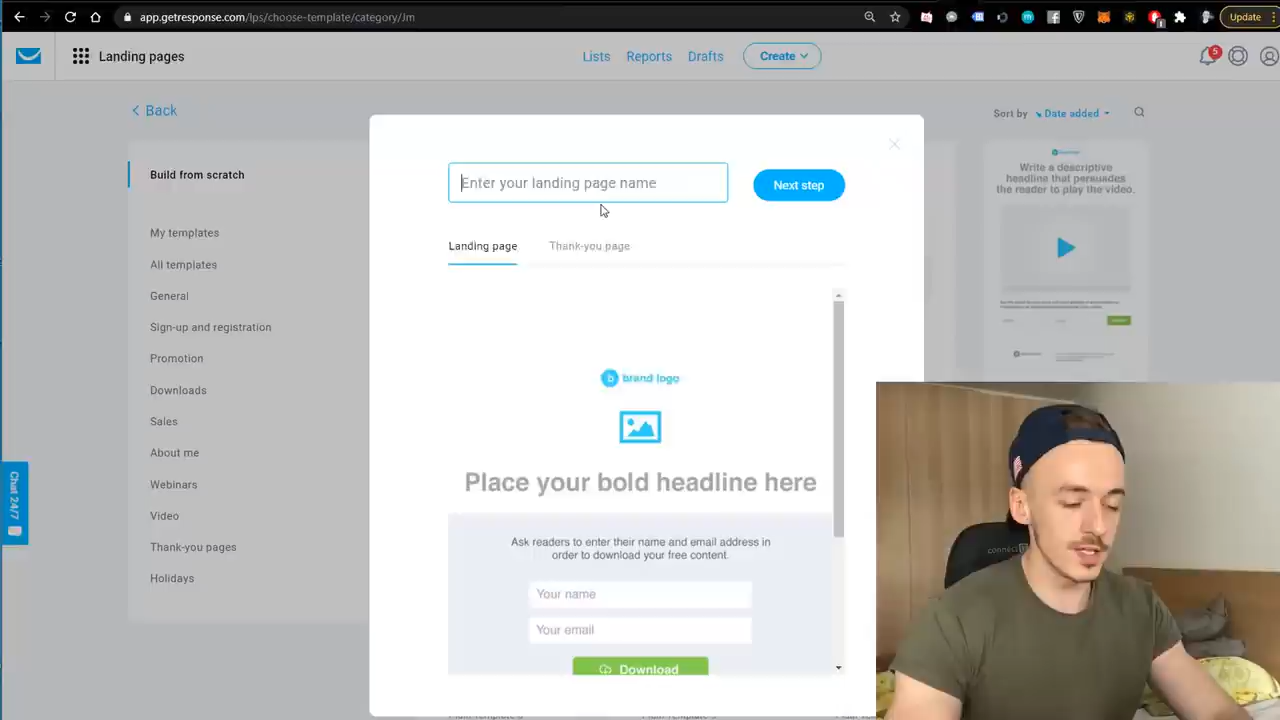 app.getresponse.com/lps/choose-template/category/Jm
Update
Landing pages
Lists
Reports
Drafts
Create
5
Back
Sort by
Date added
Build from scratch
My templates
All templates
General
Sign-up and registration
Promotion
Downloads
Sales
About me
Webinars
Video
Thank-you pages
Holidays
Chat 24/7
Enter your landing page name
Next step
Landing page
Thank-you page
b brand logo
Place your bold headline here
Ask readers to enter their name and email address in
order to download your free content.
Your name
Your email
Download
Write a descriptive
headline that persuades
the reader to play the video.